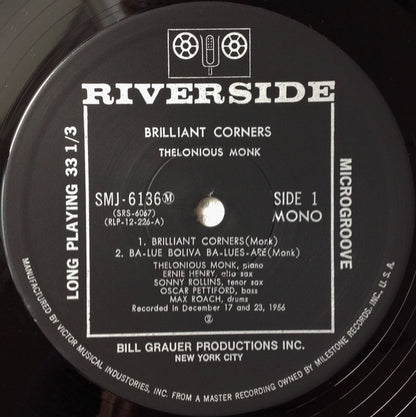 RIVERSIDE
BRILLIANT CORNERS
THELONIOUS MONK
LONG PLAYING 33 1/3
MICROGROOVE
SMJ-6136 Ⓜ
(SRS-6067)
(RLP-12-226-A)
SIDE 1
MONO
1. BRILLIANT CORNERS(Monk)
2. BA-LUE BOLIVA BA-LUES-ARE(Monk)
THELONIOUS MONK, piano
ERNIE HENRY, alto sax
SONNY ROLLINS, tenor sax
OSCAR PETTIFORD, bass
MAX ROACH, drums
Recorded in December 17 and 23, 1956
BILL GRAUER PRODUCTIONS INC.
NEW YORK CITY
MANUFACTURED BY VICTOR MUSICAL INDUSTRIES, INC. FROM A MASTER RECORDING OWNED BY MILESTONE RECORDS, INC. U. S. A.